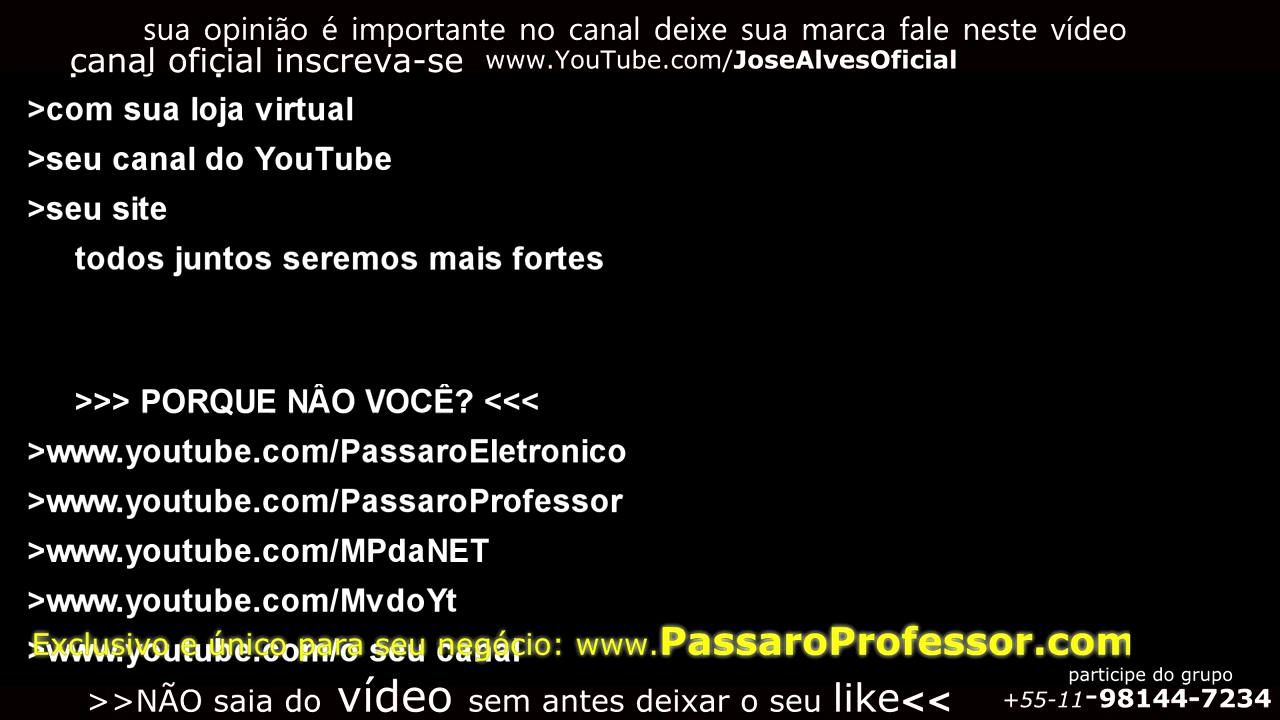 sua opinião é importante no canal deixe sua marca fale neste vídeo
canal oficial inscreva-se www.YouTube.com/JoseAlvesOficial
>com sua loja virtual
>seu canal do YouTube
>seu site
todos juntos seremos mais fortes
>>> PORQUE NÂO VOCÊ? <<<
>www.youtube.com/PassaroEletronico
>www.youtube.com/PassaroProfessor
>www.youtube.com/MPdaNET
>www.youtube.com/MvdoYt
Exclusivo e único para seu negócio: www.PassaroProfessor.com
>www.youtube.com/o seu canal
participe do grupo
>>NÃO saia do vídeo sem antes deixar o seu like<< +55-11-98144-7234